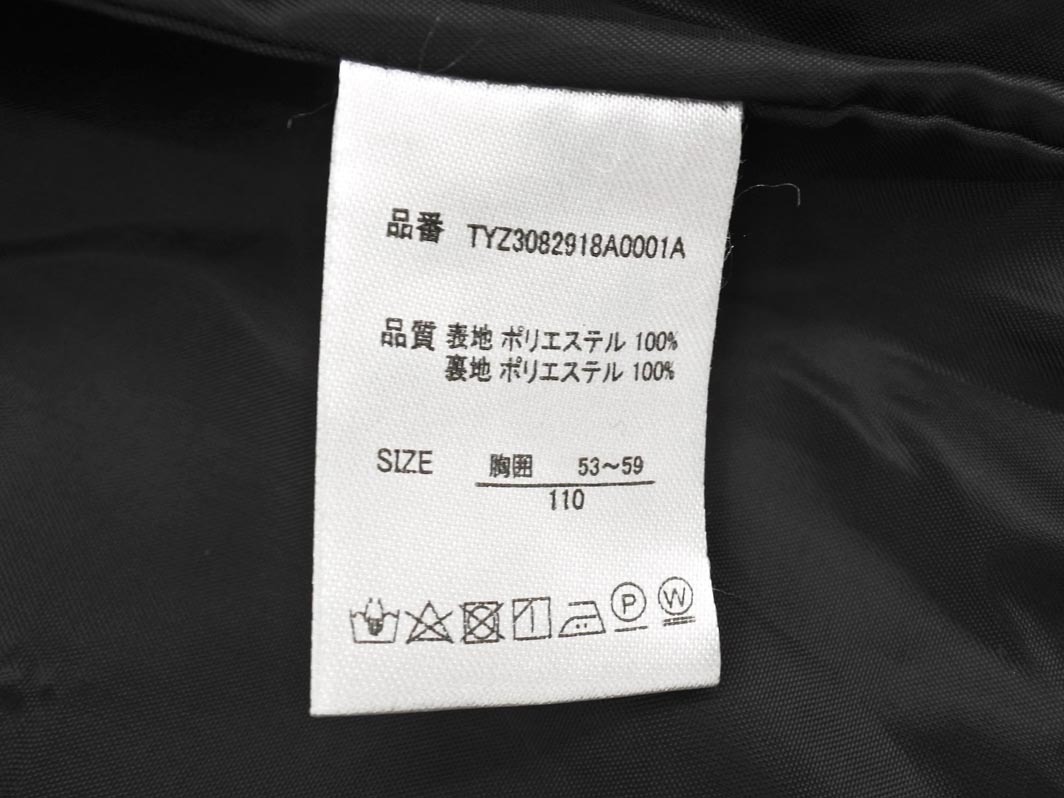 品番 TYZ3082918A0001A
品質 表地 ポリエステル 100%
裏地 ポリエステル 100%
SIZE 胸囲 53～59
110
P W